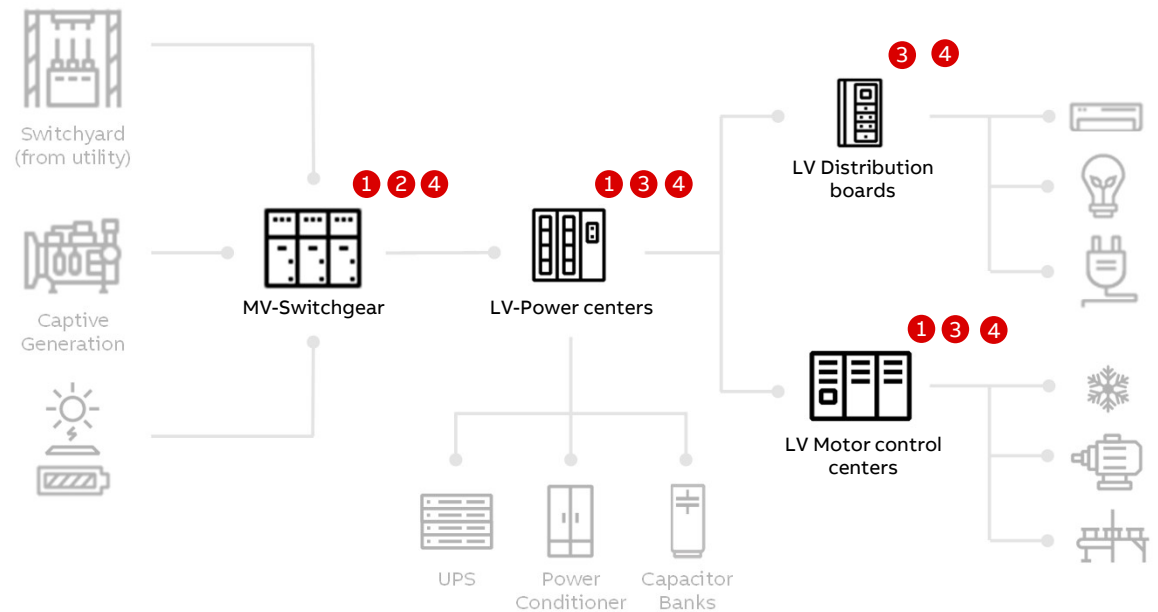 Switchyard
(from utility)
Captive
Generation
1 2 4
MV-Switchgear
1 3 4
LV-Power centers
UPS
Power
Conditioner
Capacitor
Banks
3 4
LV Distribution
boards
1 3 4
LV Motor control
centers